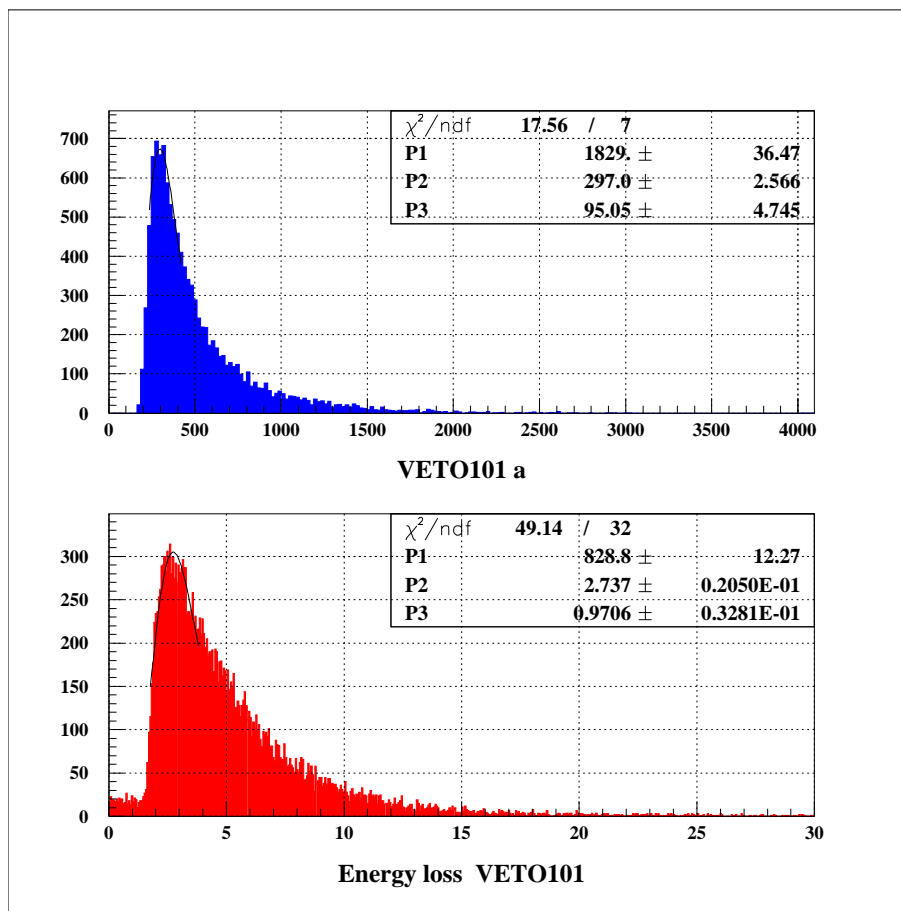 χ²/ndf 17.56 / 7
P1 1829. ± 36.47
P2 297.0 ± 2.566
P3 95.05 ± 4.745
700
600
500
400
300
200
100
0
0 500 1000 1500 2000 2500 3000 3500 4000
VETO101 a
χ²/ndf 49.14 / 32
P1 828.8 ± 12.27
P2 2.737 ± 0.2050E-01
P3 0.9706 ± 0.3281E-01
300
250
200
150
100
50
0
0 5 10 15 20 25 30
Energy loss VETO101